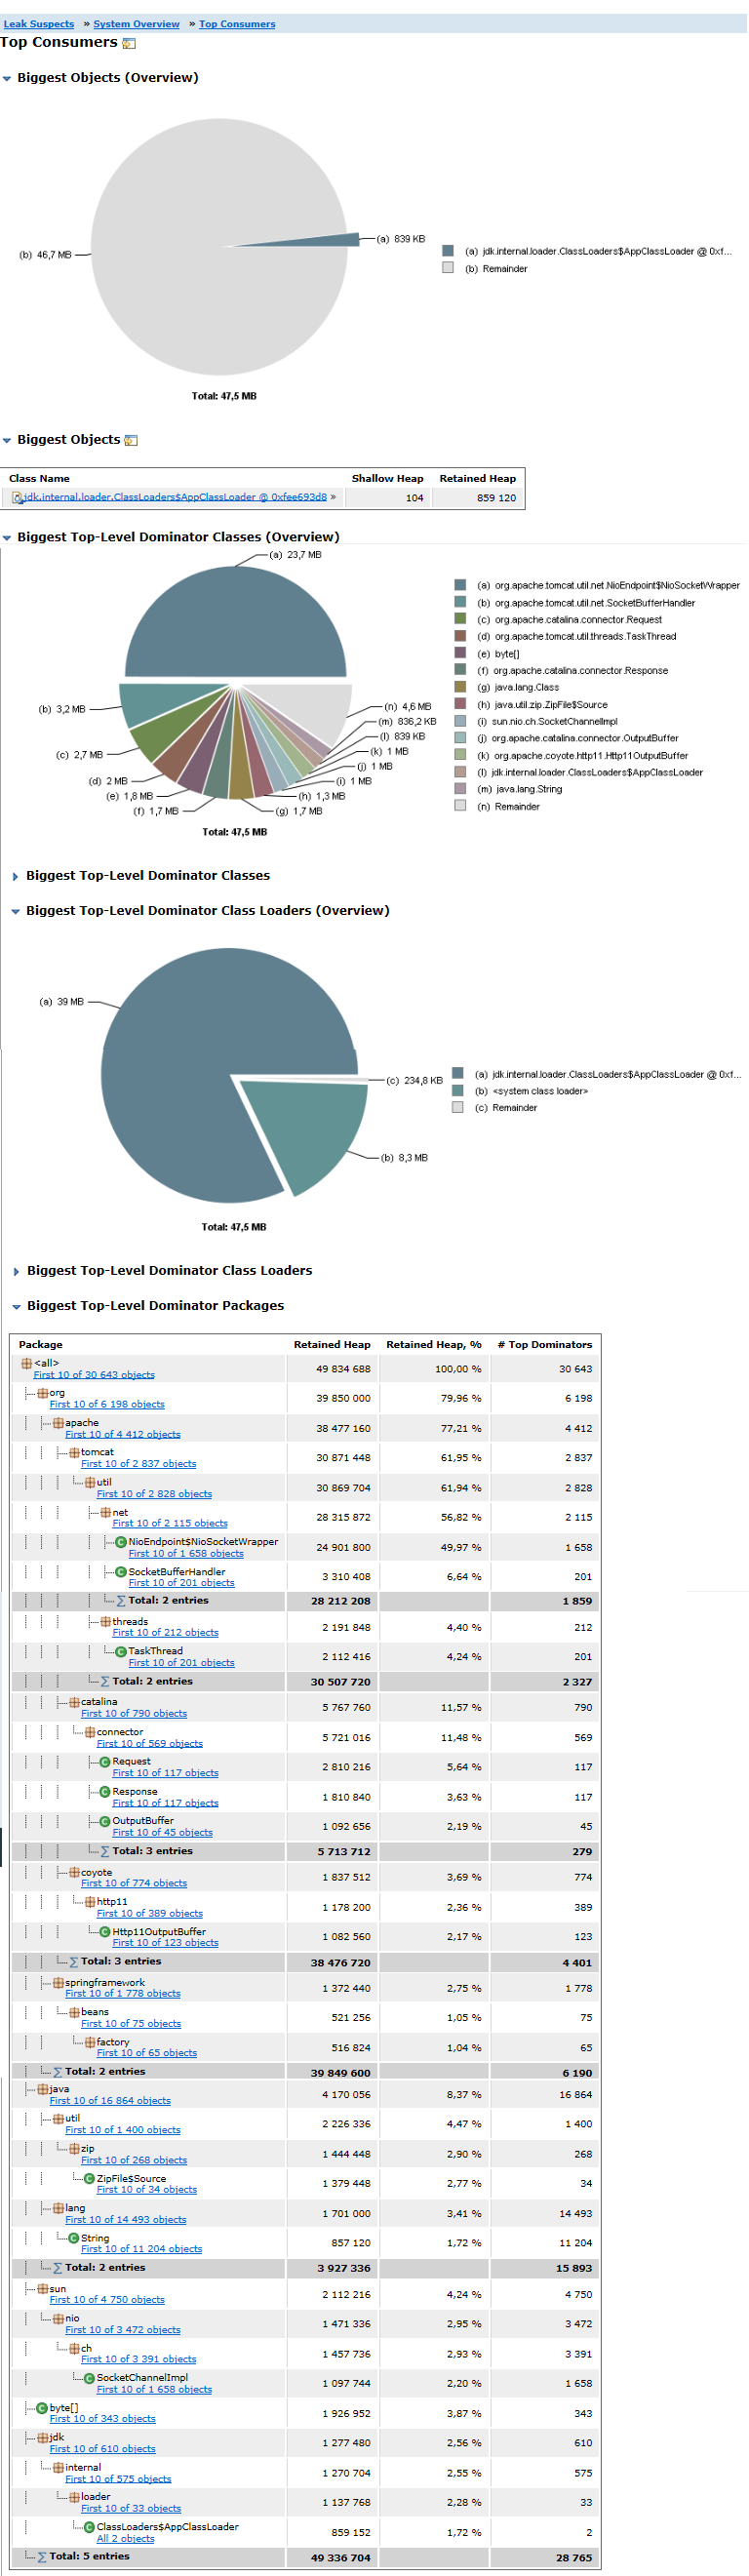 Leak Suspects » System Overview » Top Consumers
Top Consumers
Biggest Objects (Overview)
(a) 839 KB
(b) 46,7 MB
(a) jdk.internal.loader.ClassLoaders$AppClassLoader @ 0xf...
(b) Remainder
Total: 47,5 MB
Biggest Objects
Class Name Shallow Heap Retained Heap
jdk.internal.loader.ClassLoaders$AppClassLoader @ 0xfee693d8 » 104 859 120
Biggest Top-Level Dominator Classes (Overview)
(a) 23,7 MB
(b) 3,2 MB
(c) 2,7 MB
(d) 2 MB
(e) 1,8 MB
(f) 1,7 MB
(g) 1,7 MB
(h) 1,3 MB
(i) 1 MB
(j) 1 MB
(k) 1 MB
(l) 839 KB
(m) 836,2 KB
(n) 4,6 MB
(a) org.apache.tomcat.util.net.NioEndpoint$NioSocketWrapper
(b) org.apache.tomcat.util.net.SocketBufferHandler
(c) org.apache.catalina.connector.Request
(d) org.apache.tomcat.util.threads.TaskThread
(e) byte[]
(f) org.apache.catalina.connector.Response
(g) java.lang.Class
(h) java.util.zip.ZipFile$Source
(i) sun.nio.ch.SocketChannelImpl
(j) org.apache.catalina.connector.OutputBuffer
(k) org.apache.coyote.http11.Http11OutputBuffer
(l) jdk.internal.loader.ClassLoaders$AppClassLoader
(m) java.lang.String
(n) Remainder
Total: 47,5 MB
Biggest Top-Level Dominator Classes
Biggest Top-Level Dominator Class Loaders (Overview)
(a) 39 MB
(c) 234,8 KB
(b) 8,3 MB
(a) jdk.internal.loader.ClassLoaders$AppClassLoader @ 0xf...
(b) <system class loader>
(c) Remainder
Total: 47,5 MB
Biggest Top-Level Dominator Class Loaders
Biggest Top-Level Dominator Packages
Package Retained Heap Retained Heap, % # Top Dominators
<all> 49 834 688 100,00 % 30 643
First 10 of 30 643 objects
org 39 850 000 79,96 % 6 198
First 10 of 6 198 objects
apache 38 477 160 77,21 % 4 412
First 10 of 4 412 objects
tomcat 30 871 448 61,95 % 2 837
First 10 of 2 837 objects
util 30 869 704 61,94 % 2 828
First 10 of 2 828 objects
net 28 315 872 56,82 % 2 115
First 10 of 2 115 objects
NioEndpoint$NioSocketWrapper 24 901 800 49,97 % 1 658
First 10 of 1 658 objects
SocketBufferHandler 3 310 408 6,64 % 201
First 10 of 201 objects
∑ Total: 2 entries 28 212 208 1 859
threads 2 191 848 4,40 % 212
First 10 of 212 objects
TaskThread 2 112 416 4,24 % 201
First 10 of 201 objects
∑ Total: 2 entries 30 507 720 2 327
catalina 5 767 760 11,57 % 790
First 10 of 790 objects
connector 5 721 016 11,48 % 569
First 10 of 569 objects
Request 2 810 216 5,64 % 117
First 10 of 117 objects
Response 1 810 840 3,63 % 117
First 10 of 117 objects
OutputBuffer 1 092 656 2,19 % 45
First 10 of 45 objects
∑ Total: 3 entries 5 713 712 279
coyote 1 837 512 3,69 % 774
First 10 of 774 objects
http11 1 178 200 2,36 % 389
First 10 of 389 objects
Http11OutputBuffer 1 082 560 2,17 % 123
First 10 of 123 objects
∑ Total: 3 entries 38 476 720 4 401
springframework 1 372 440 2,75 % 1 778
First 10 of 1 778 objects
beans 521 256 1,05 % 75
First 10 of 75 objects
factory 516 824 1,04 % 65
First 10 of 65 objects
∑ Total: 2 entries 39 849 600 6 190
java 4 170 056 8,37 % 16 864
First 10 of 16 864 objects
util 2 226 336 4,47 % 1 400
First 10 of 1 400 objects
zip 1 444 448 2,90 % 268
First 10 of 268 objects
ZipFile$Source 1 379 448 2,77 % 34
First 10 of 34 objects
lang 1 701 000 3,41 % 14 493
First 10 of 14 493 objects
String 857 120 1,72 % 11 204
First 10 of 11 204 objects
∑ Total: 2 entries 3 927 336 15 893
sun 2 112 216 4,24 % 4 750
First 10 of 4 750 objects
nio 1 471 336 2,95 % 3 472
First 10 of 3 472 objects
ch 1 457 736 2,93 % 3 391
First 10 of 3 391 objects
SocketChannelImpl 1 097 744 2,20 % 1 658
First 10 of 1 658 objects
byte[] 1 926 952 3,87 % 343
First 10 of 343 objects
jdk 1 277 480 2,56 % 610
First 10 of 610 objects
internal 1 270 704 2,55 % 575
First 10 of 575 objects
loader 1 137 768 2,28 % 33
First 10 of 33 objects
ClassLoaders$AppClassLoader 859 152 1,72 % 2
All 2 objects
∑ Total: 5 entries 49 336 704 28 765